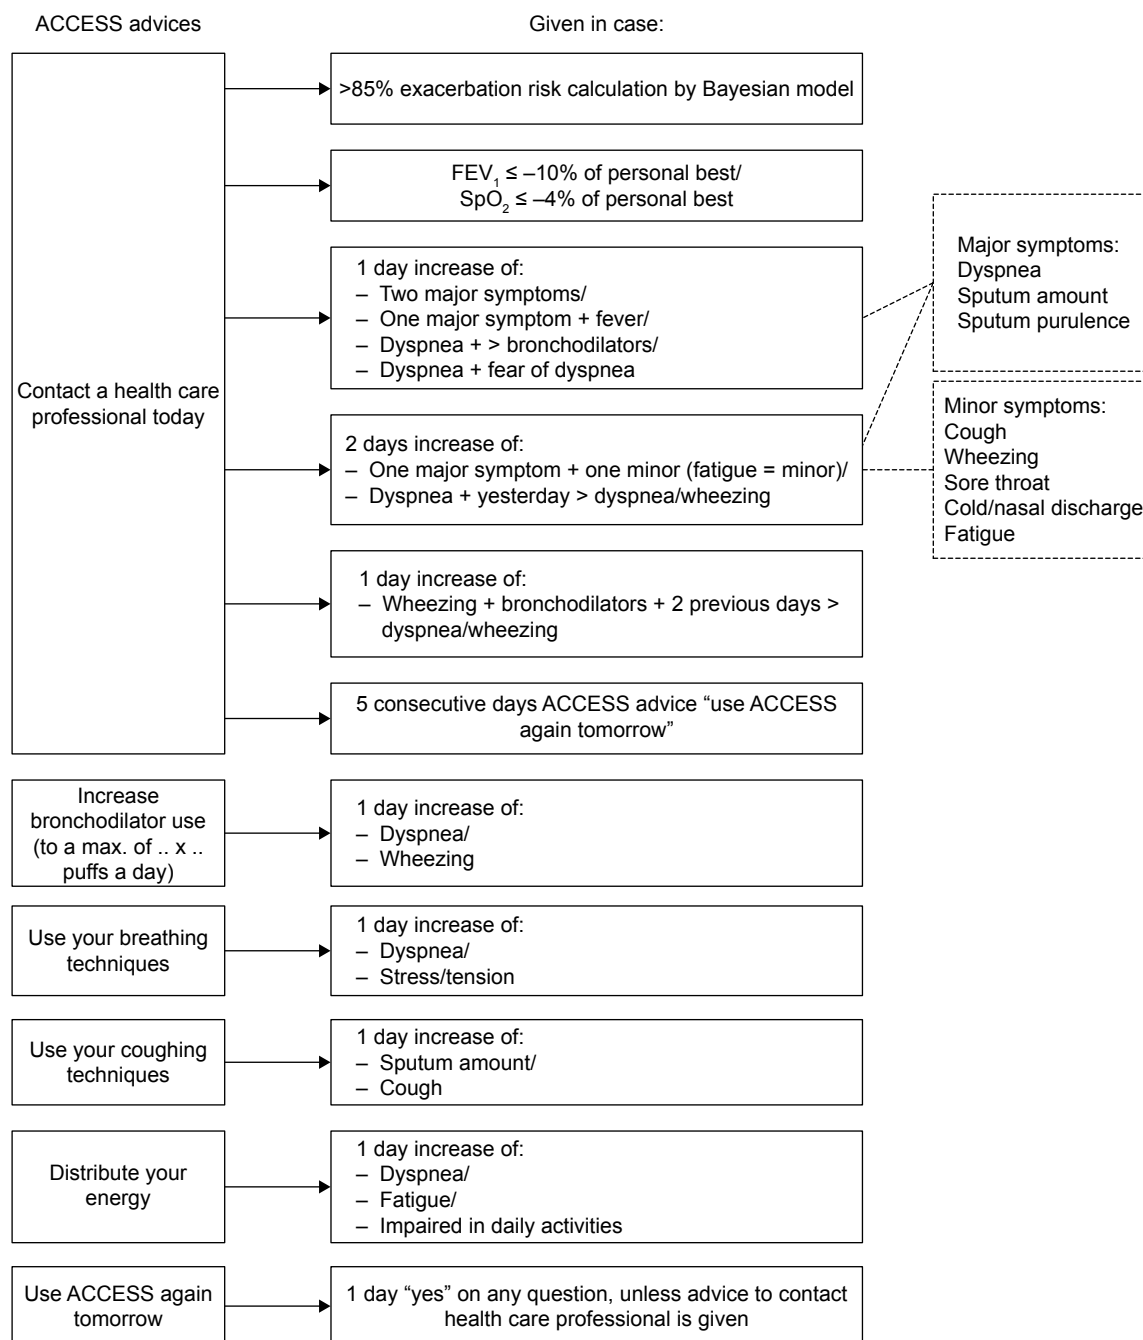 ACCESS advices
Given in case:
Contact a health care
professional today
>85% exacerbation risk calculation by Bayesian model
FEV1 ≤ –10% of personal best/
SpO2 ≤ –4% of personal best
1 day increase of:
– Two major symptoms/
– One major symptom + fever/
– Dyspnea + > bronchodilators/
– Dyspnea + fear of dyspnea
Major symptoms:
Dyspnea
Sputum amount
Sputum purulence
2 days increase of:
– One major symptom + one minor (fatigue = minor)/
– Dyspnea + yesterday > dyspnea/wheezing
Minor symptoms:
Cough
Wheezing
Sore throat
Cold/nasal discharge
Fatigue
1 day increase of:
– Wheezing + bronchodilators + 2 previous days >
dyspnea/wheezing
5 consecutive days ACCESS advice “use ACCESS
again tomorrow”
Increase
bronchodilator use
(to a max. of .. x ..
puffs a day)
1 day increase of:
– Dyspnea/
– Wheezing
Use your breathing
techniques
1 day increase of:
– Dyspnea/
– Stress/tension
Use your coughing
techniques
1 day increase of:
– Sputum amount/
– Cough
Distribute your
energy
1 day increase of:
– Dyspnea/
– Fatigue/
– Impaired in daily activities
Use ACCESS again
tomorrow
1 day “yes” on any question, unless advice to contact
health care professional is given